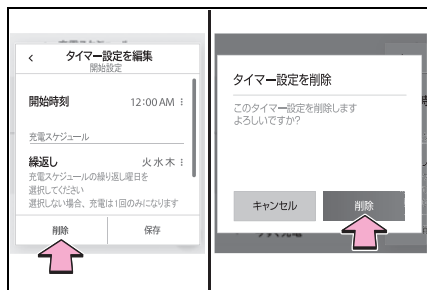 タイマー設定を編集
開始設定
開始時刻 12:00 AM
充電スケジュール
繰返し 火水木
充電スケジュールの繰り返し曜日を
選択してください
選択しない場合、充電は1回のみになります
削除 保存
タイマー設定を削除
このタイマー設定を削除します
よろしいですか?
キャンセル 削除